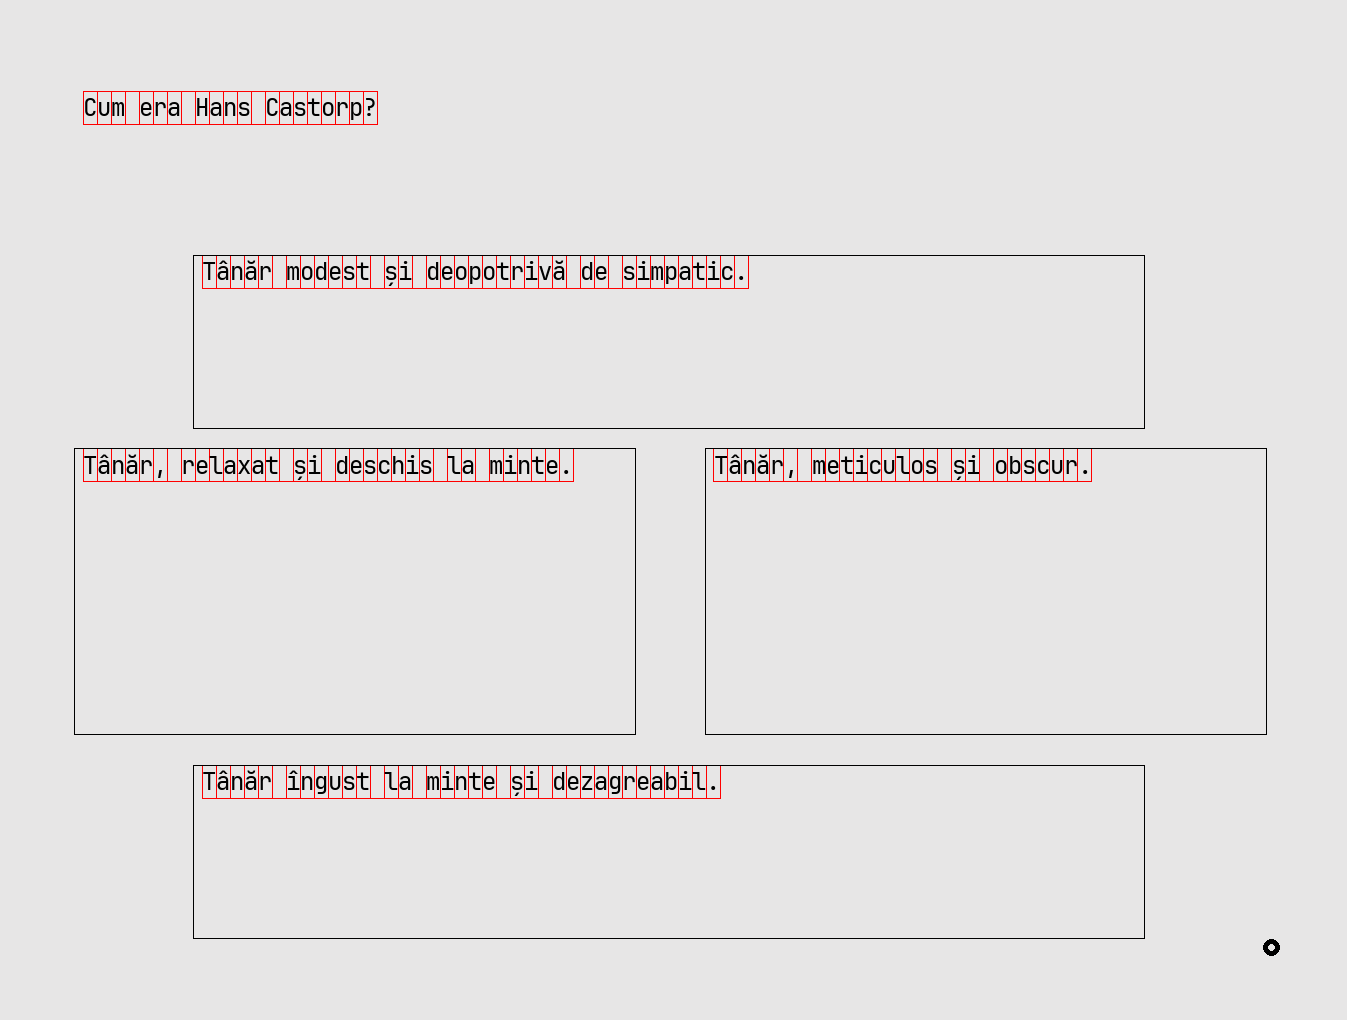 Cum era Hans Castorp?
Tânăr modest și deopotrivă de simpatic.
Tânăr, relaxat și deschis la minte.
Tânăr, meticulos și obscur.
Tânăr îngust la minte și dezagreabil.